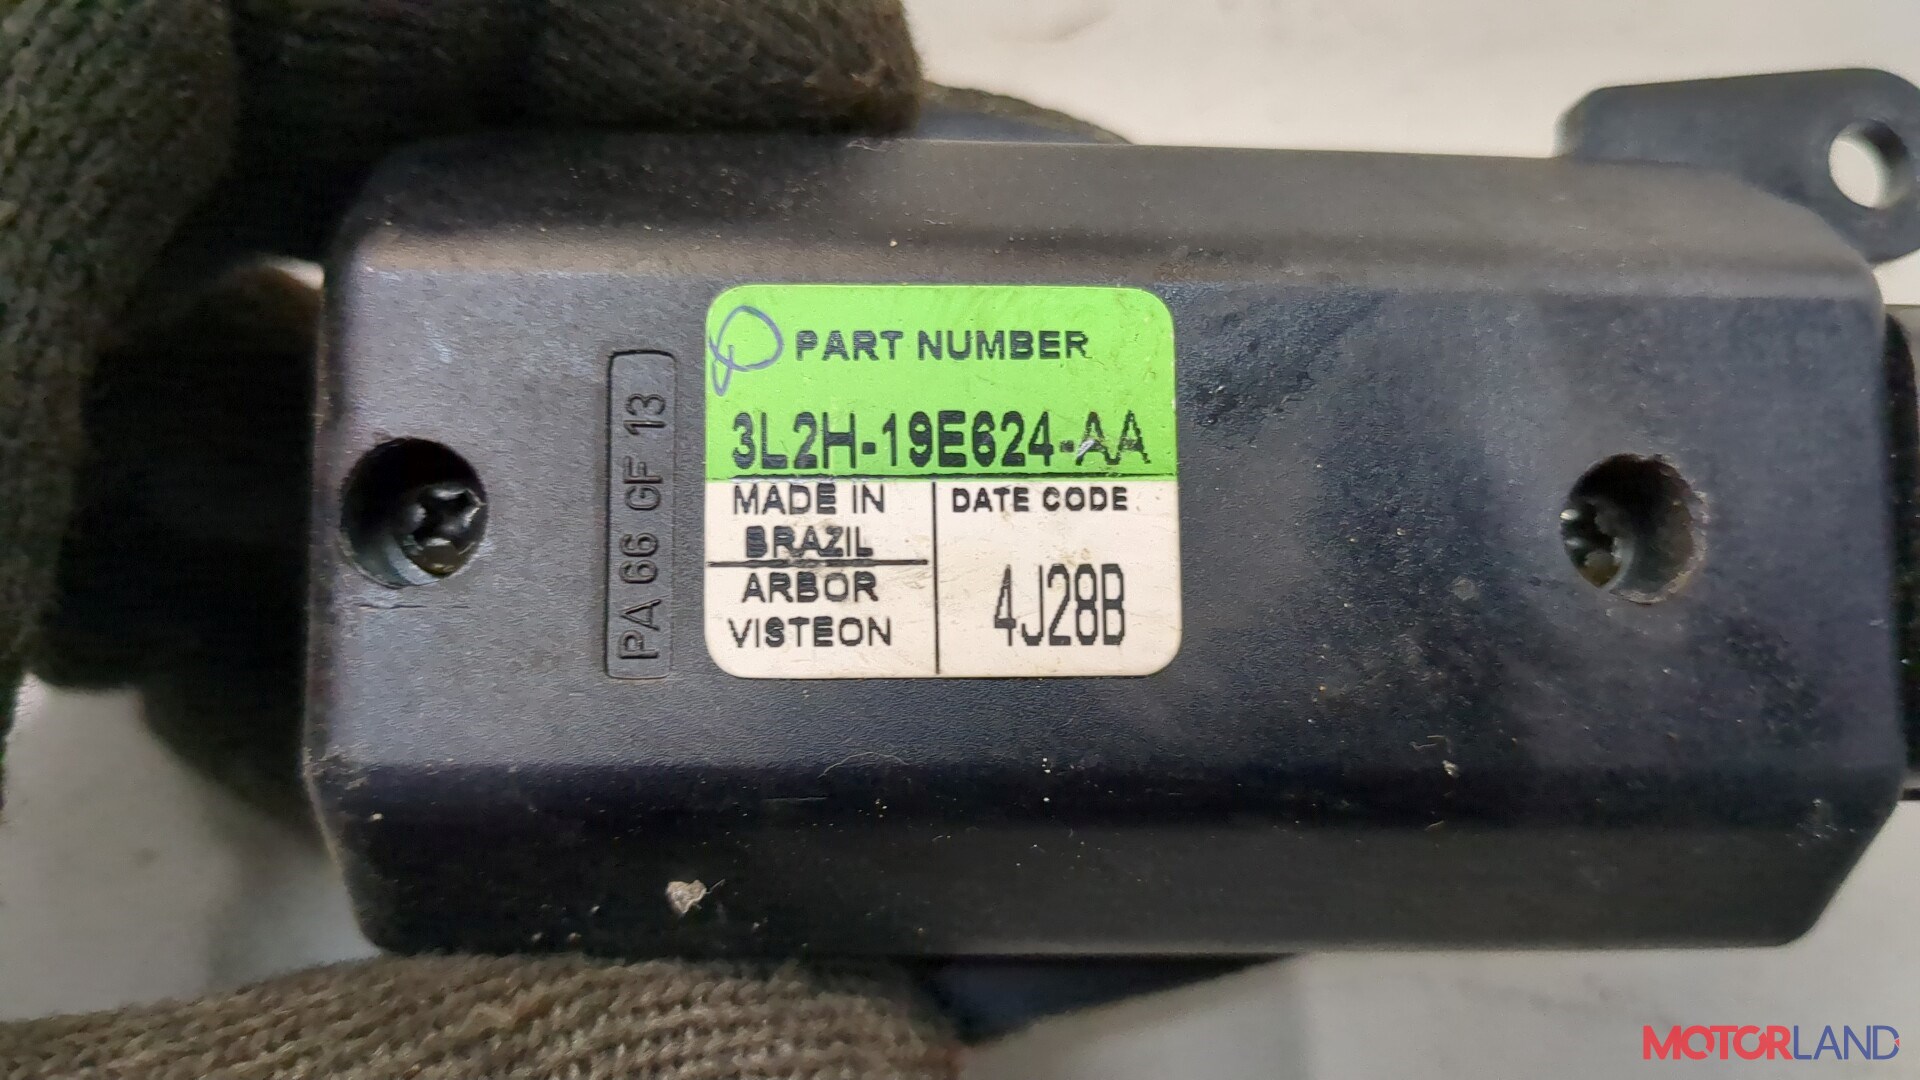 PART NUMBER
3L2H-19E624-AA
MADE IN
BRAZIL
ARBOR
VISTEON
DATE CODE
4J28B
PA 66 GF 13
MOTORLAND